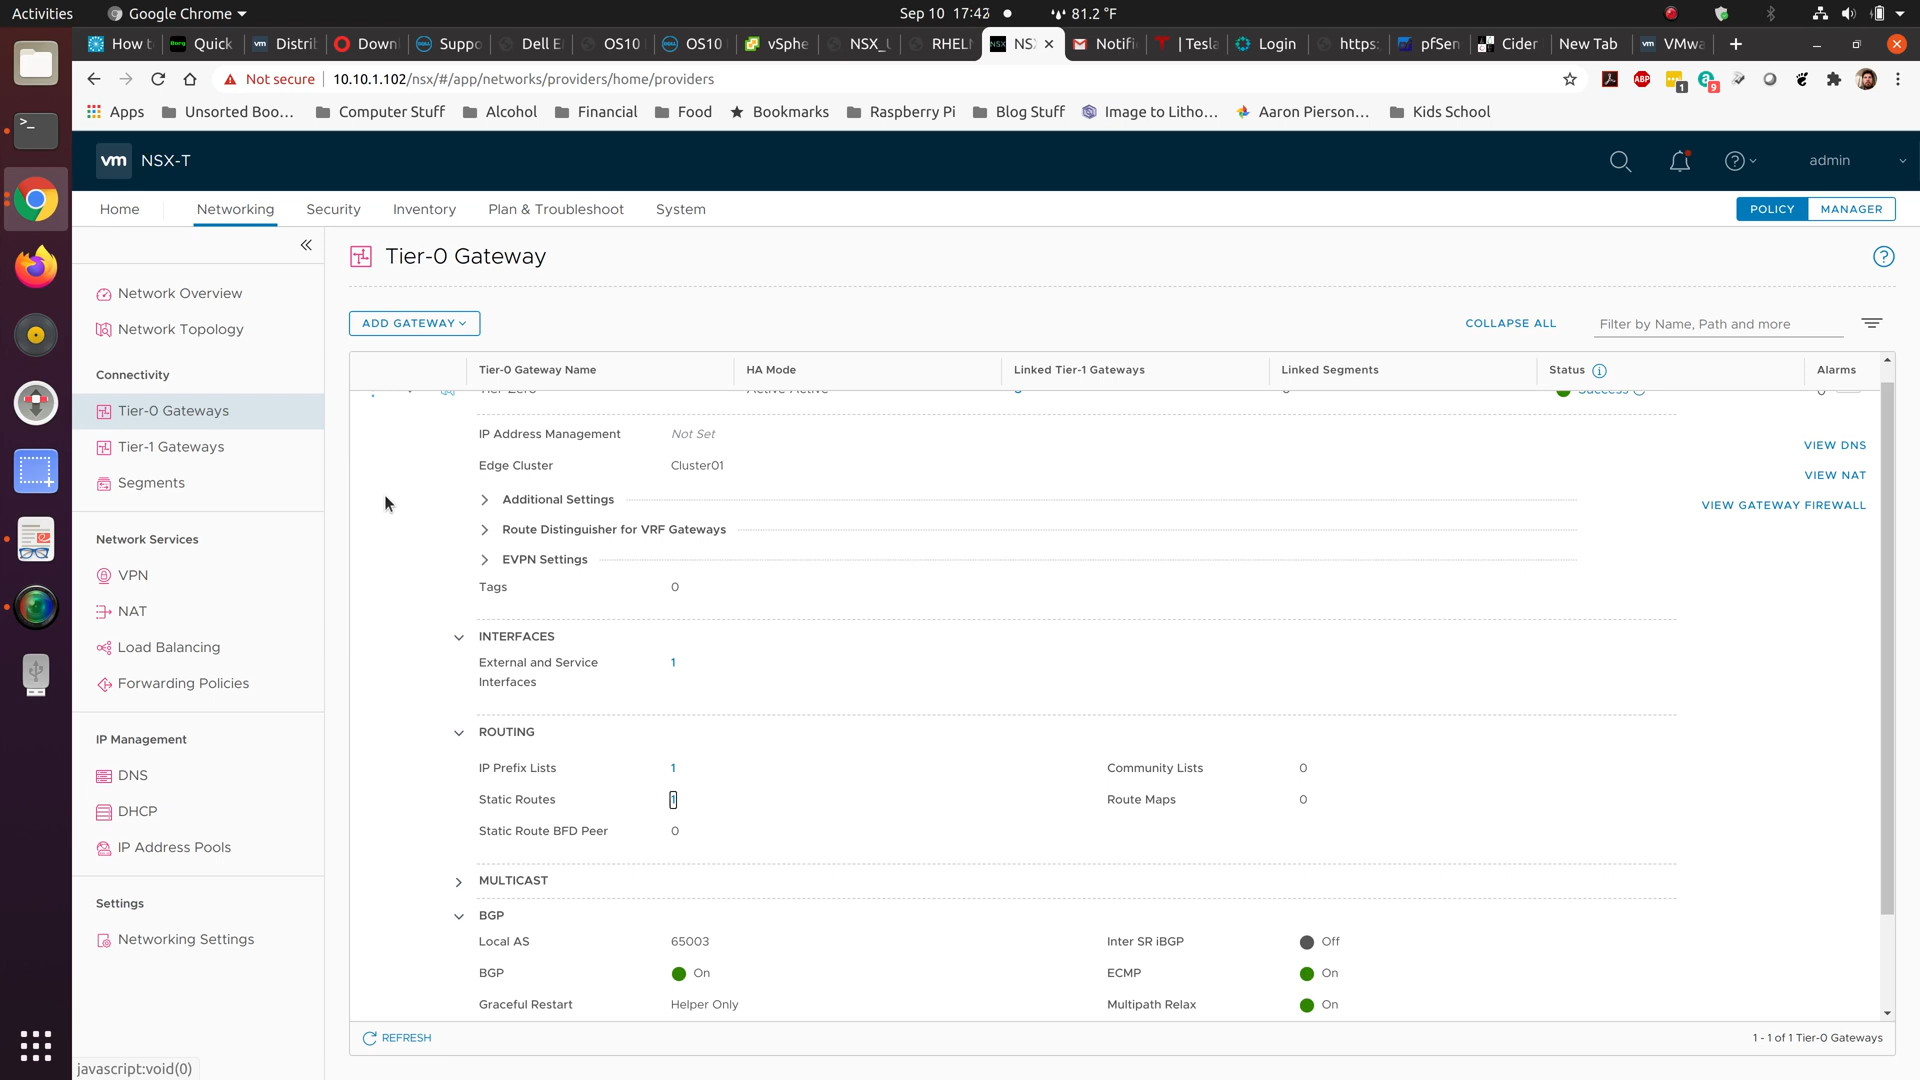 Activities
Google Chrome
Sep 10 17:43
81.2 °F
How t
Quick
Distri
Down
Suppo
Dell E
OS10
OS10
vSphe
NSX_U
RHELN
NS
Notifi
| Tesla
Login
https:
pfSen
Cider
New Tab
VMwa
Not secure
10.10.1.102/nsx/#/app/networks/providers/home/providers
Apps
Unsorted Boo...
Computer Stuff
Alcohol
Financial
Food
Bookmarks
Raspberry Pi
Blog Stuff
Image to Litho...
Aaron Pierson...
Kids School
vm NSX-T
admin
Home
Networking
Security
Inventory
Plan & Troubleshoot
System
POLICY
MANAGER
Network Overview
Network Topology
Connectivity
Tier-0 Gateways
Tier-1 Gateways
Segments
Network Services
VPN
NAT
Load Balancing
Forwarding Policies
IP Management
DNS
DHCP
IP Address Pools
Settings
Networking Settings
Tier-0 Gateway
ADD GATEWAY
COLLAPSE ALL
Filter by Name, Path and more
Tier-0 Gateway Name
HA Mode
Linked Tier-1 Gateways
Linked Segments
Status
Alarms
Tier-Zero
Active Active
Success
IP Address Management Not Set
Edge Cluster Cluster01
VIEW DNS
VIEW NAT
VIEW GATEWAY FIREWALL
Additional Settings
Route Distinguisher for VRF Gateways
EVPN Settings
Tags 0
INTERFACES
External and Service Interfaces 1
ROUTING
IP Prefix Lists 1
Community Lists 0
Static Routes 1
Route Maps 0
Static Route BFD Peer 0
MULTICAST
BGP
Local AS 65003
Inter SR iBGP Off
BGP On
ECMP On
Graceful Restart Helper Only
Multipath Relax On
REFRESH
1 - 1 of 1 Tier-0 Gateways
javascript:void(0)